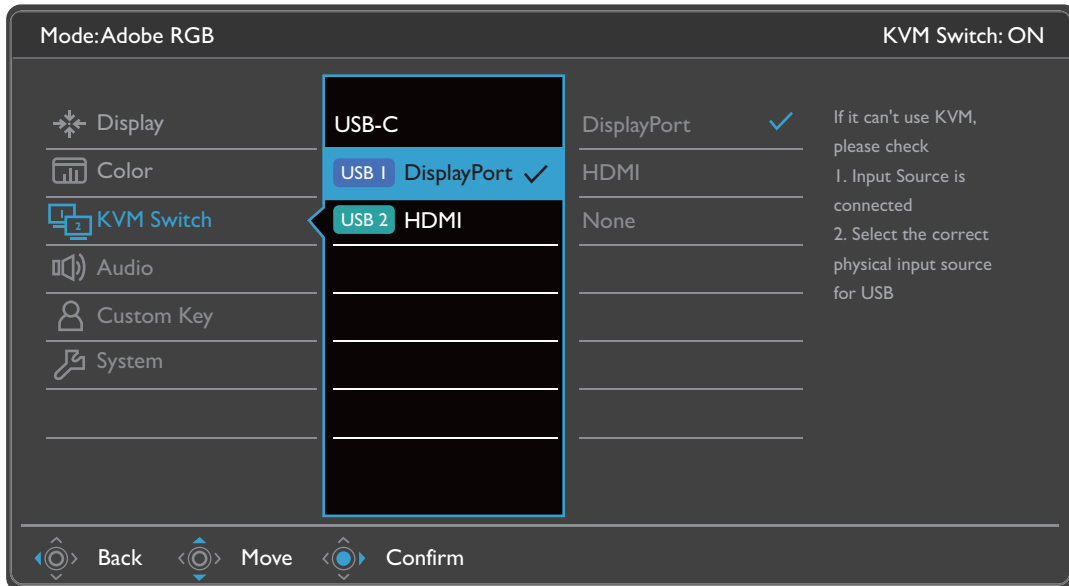 Mode: Adobe RGB
KVM Switch: ON
Display
Color
1
2
KVM Switch
Audio
Custom Key
System
USB-C
USB 1 DisplayPort
USB 2 HDMI
DisplayPort
HDMI
None
If it can't use KVM,
please check
1. Input Source is
connected
2. Select the correct
physical input source
for USB
Back
Move
Confirm